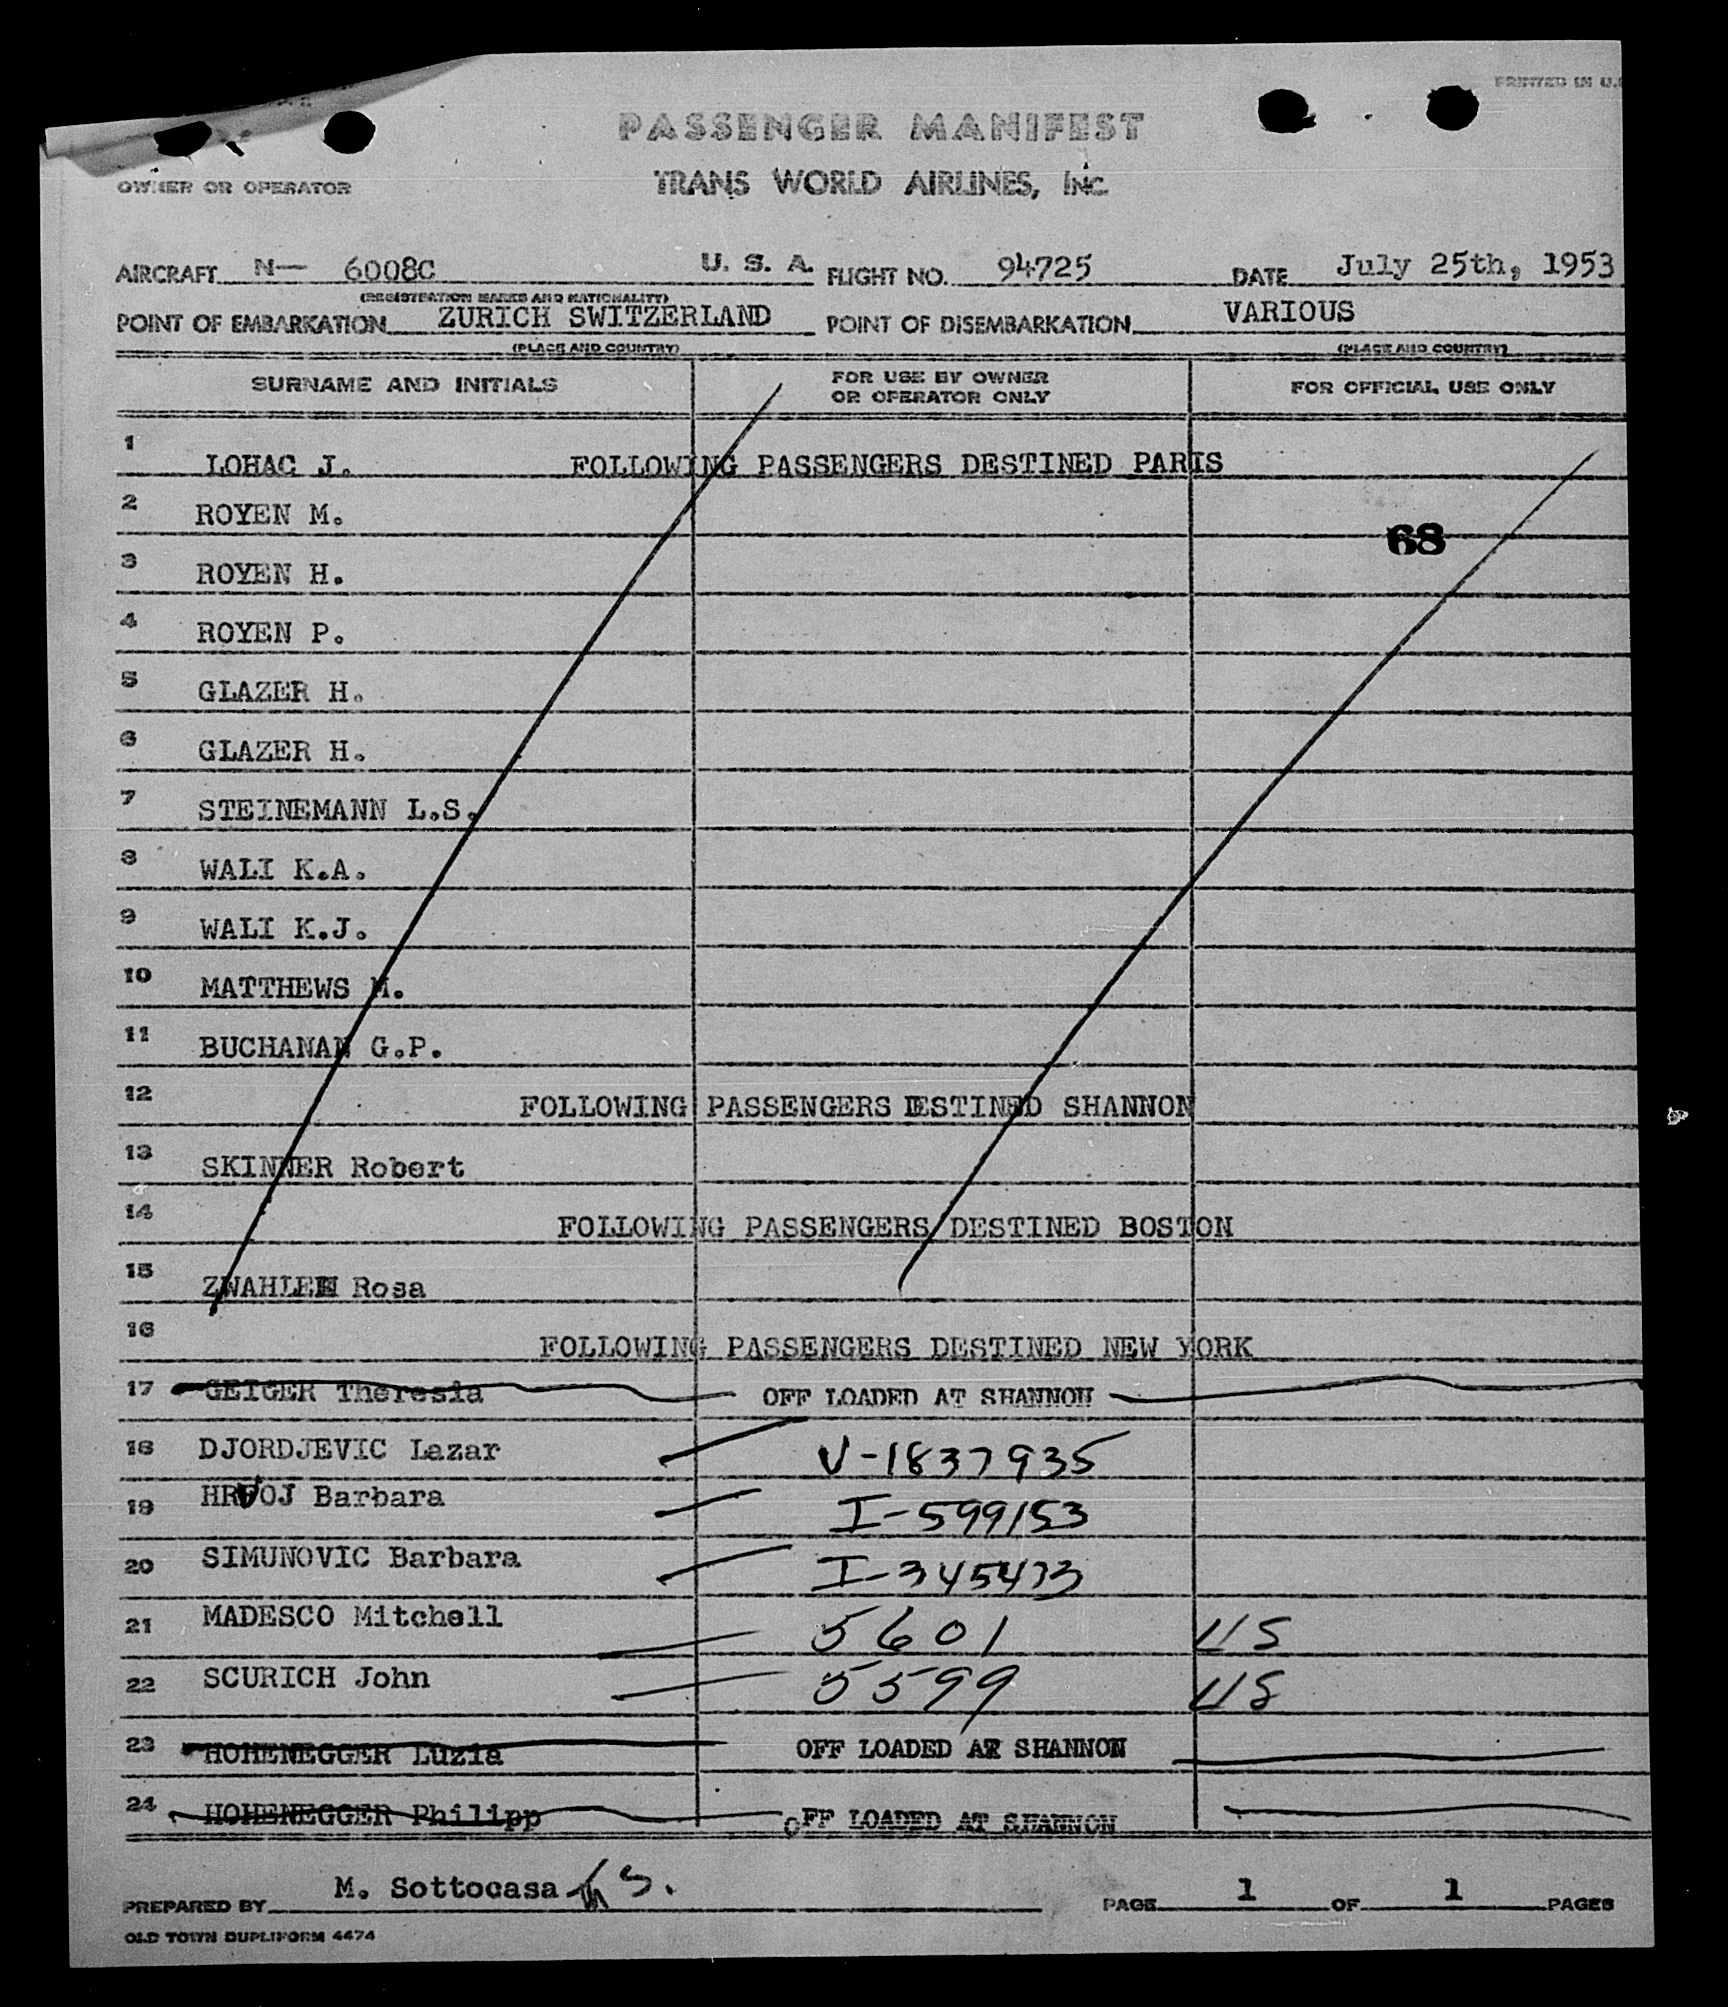 PRINTED IN U.
PASSENGER MANIFEST
OWNER OR OPERATOR TRANS WORLD AIRLINES, INC.
AIRCRAFT N— 6008C U. S. A. FLIGHT NO. 94725 DATE July 25th, 1953
(REGISTRATION MARKS AND NATIONALITY)
POINT OF EMBARKATION ZURICH SWITZERLAND POINT OF DISEMBARKATION VARIOUS
(PLACE AND COUNTRY) (PLACE AND COUNTRY)
SURNAME AND INITIALS FOR USE BY OWNER OR OPERATOR ONLY FOR OFFICIAL USE ONLY
1 LOHAC J. FOLLOWING PASSENGERS DESTINED PARIS
2 ROYEN M.
68
3 ROYEN H.
4 ROYEN P.
5 GLAZER H.
6 GLAZER H.
7 STEINEMANN L.S.
8 WALI K.A.
9 WALI K.J.
10 MATTHEWS M.
11 BUCHANAN G.P.
12 FOLLOWING PASSENGERS DESTINED SHANNON
13 SKINNER Robert
14 FOLLOWING PASSENGERS DESTINED BOSTON
15 ZWAHLEN Rosa
16 FOLLOWING PASSENGERS DESTINED NEW YORK
17 GEIGER Theresia OFF LOADED AT SHANNON
18 DJORDJEVIC Lazar V-1837935
19 HRVOJ Barbara I-599153
20 SIMUNOVIC Barbara I-345433
21 MADESCO Mitchell 5601 US
22 SCURICH John 5599 US
23 HOHENEGGER Luzia OFF LOADED AT SHANNON
24 HOHENEGGER Philipp OFF LOADED AT SHANNON
PREPARED BY M. Sottocasa S. PAGE 1 OF 1 PAGES
OLD TOWN DUPLIFORM 4474